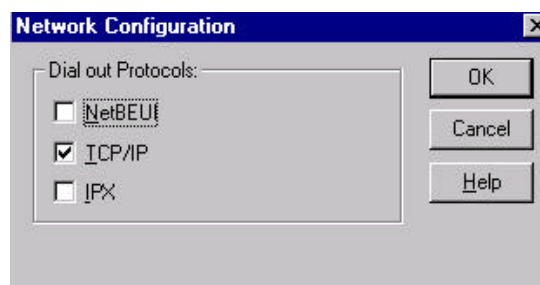 Network Configuration
Dial out Protocols:
NetBEUI
TCP/IP
IPX
OK
Cancel
Help